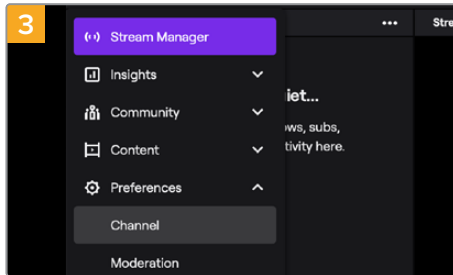 3
Stream Manager
•••
Stre
Insights
iet...
Community
ows, subs,
Content
tivity here.
Preferences
Channel
Moderation